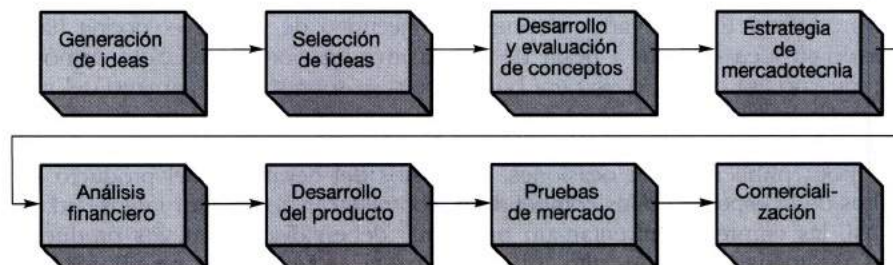 Generación
de ideas
Selección
de ideas
Desarrollo
y evaluación
de conceptos
Estrategia
de
mercadotecnia
Análisis
financiero
Desarrollo
del producto
Pruebas
de mercado
Comerciali-
zación